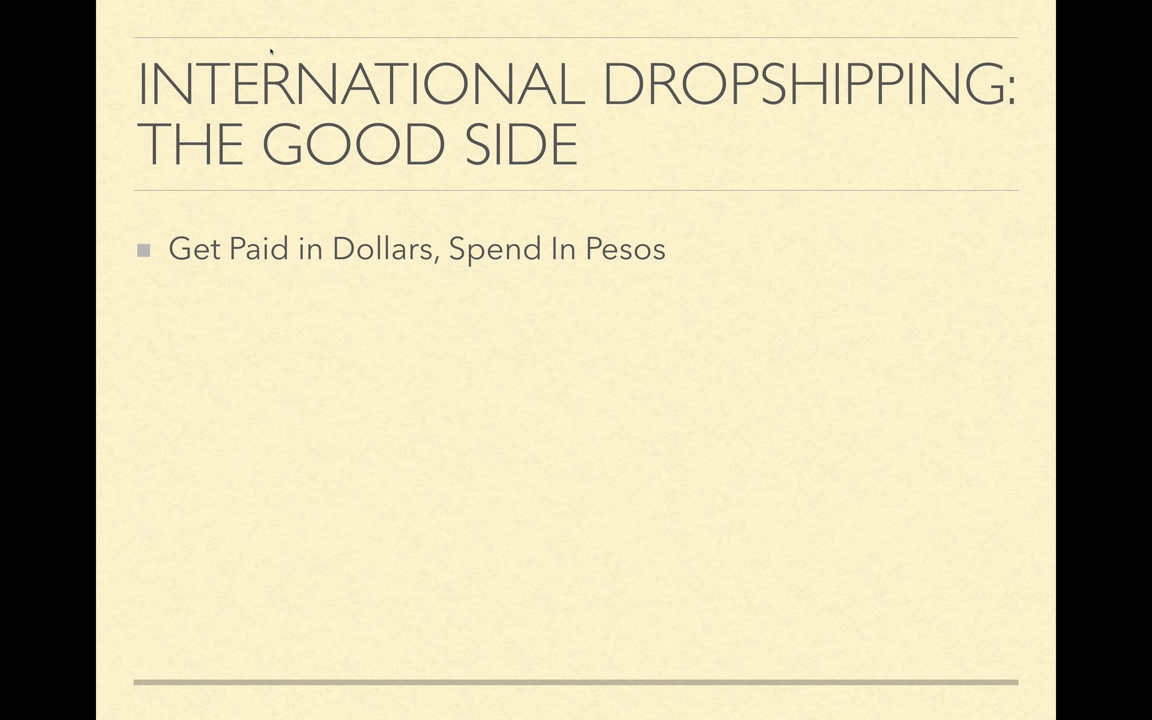 INTERNATIONAL DROPSHIPPING:
THE GOOD SIDE
Get Paid in Dollars, Spend In Pesos